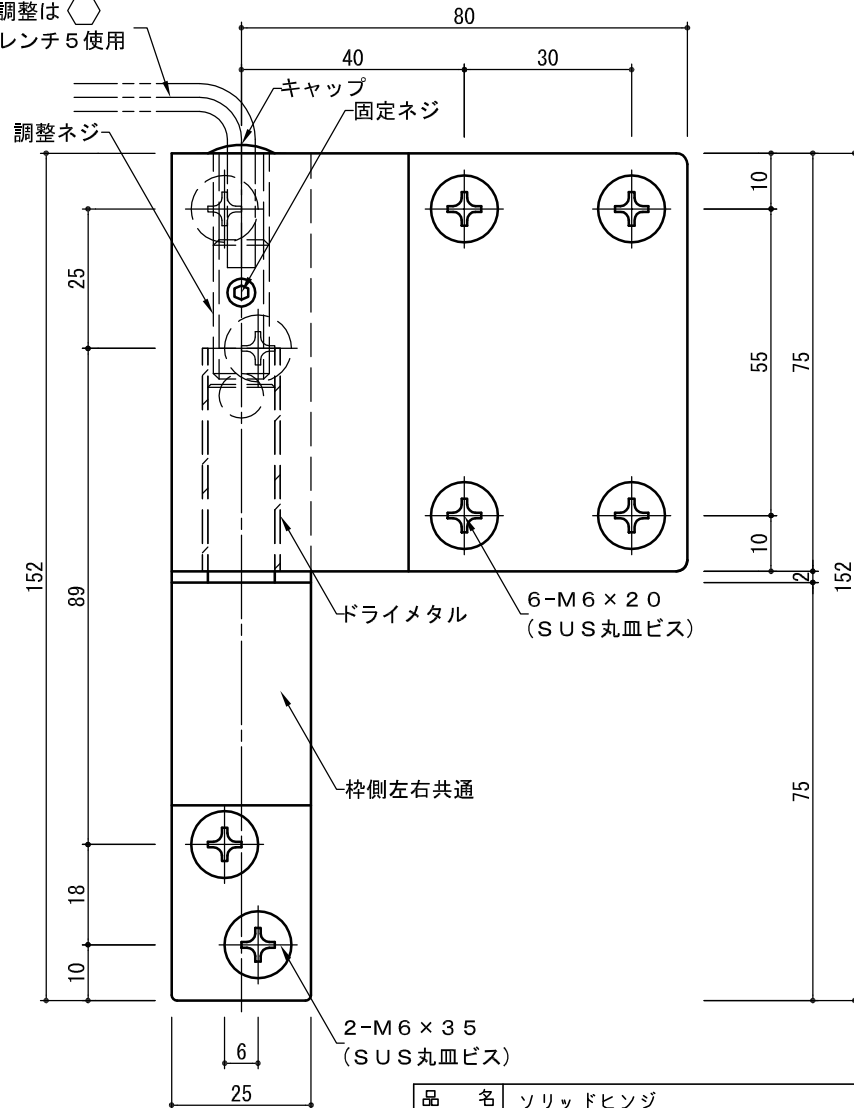 調整は
レンチ５使用
80
40
30
キャップ
固定ネジ
調整ネジ
10
25
55
75
152
89
10
2
152
ドライメタル
6-M６×２０
(ＳＵＳ丸皿ビス)
枠側左右共通
75
18
10
2-M６×３５
(ＳＵＳ丸皿ビス)
6
25
品 名 ソリッドヒンジ